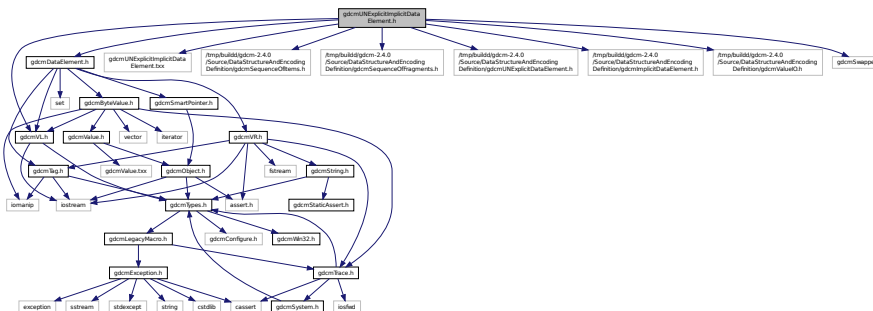 gdcmUNExplicitImplicitData
Element.h
gdcmDataElement.h
gdcmUNExplicitImplicitData
Element.txx
/tmp/buildd/gdcm-2.4.0
/Source/DataStructureAndEncoding
Definition/gdcmSequenceOfItems.h
/tmp/buildd/gdcm-2.4.0
/Source/DataStructureAndEncoding
Definition/gdcmSequenceOfFragments.h
/tmp/buildd/gdcm-2.4.0
/Source/DataStructureAndEncoding
Definition/gdcmUNExplicitDataElement.h
/tmp/buildd/gdcm-2.4.0
/Source/DataStructureAndEncoding
Definition/gdcmImplicitDataElement.h
/tmp/buildd/gdcm-2.4.0
/Source/DataStructureAndEncoding
Definition/gdcmValueIO.h
set
gdcmByteValue.h
gdcmSmartPointer.h
gdcmVL.h
gdcmValue.h
vector
iterator
gdcmVR.h
gdcmTag.h
gdcmValue.txx
gdcmObject.h
fstream
gdcmString.h
iomanip
iostream
gdcmTypes.h
assert.h
gdcmStaticAssert.h
gdcmLegacyMacro.h
gdcmConfigure.h
gdcmWin32.h
gdcmException.h
gdcmTrace.h
exception
sstream
stdexcept
string
cstdlib
cassert
gdcmSystem.h
iosfwd